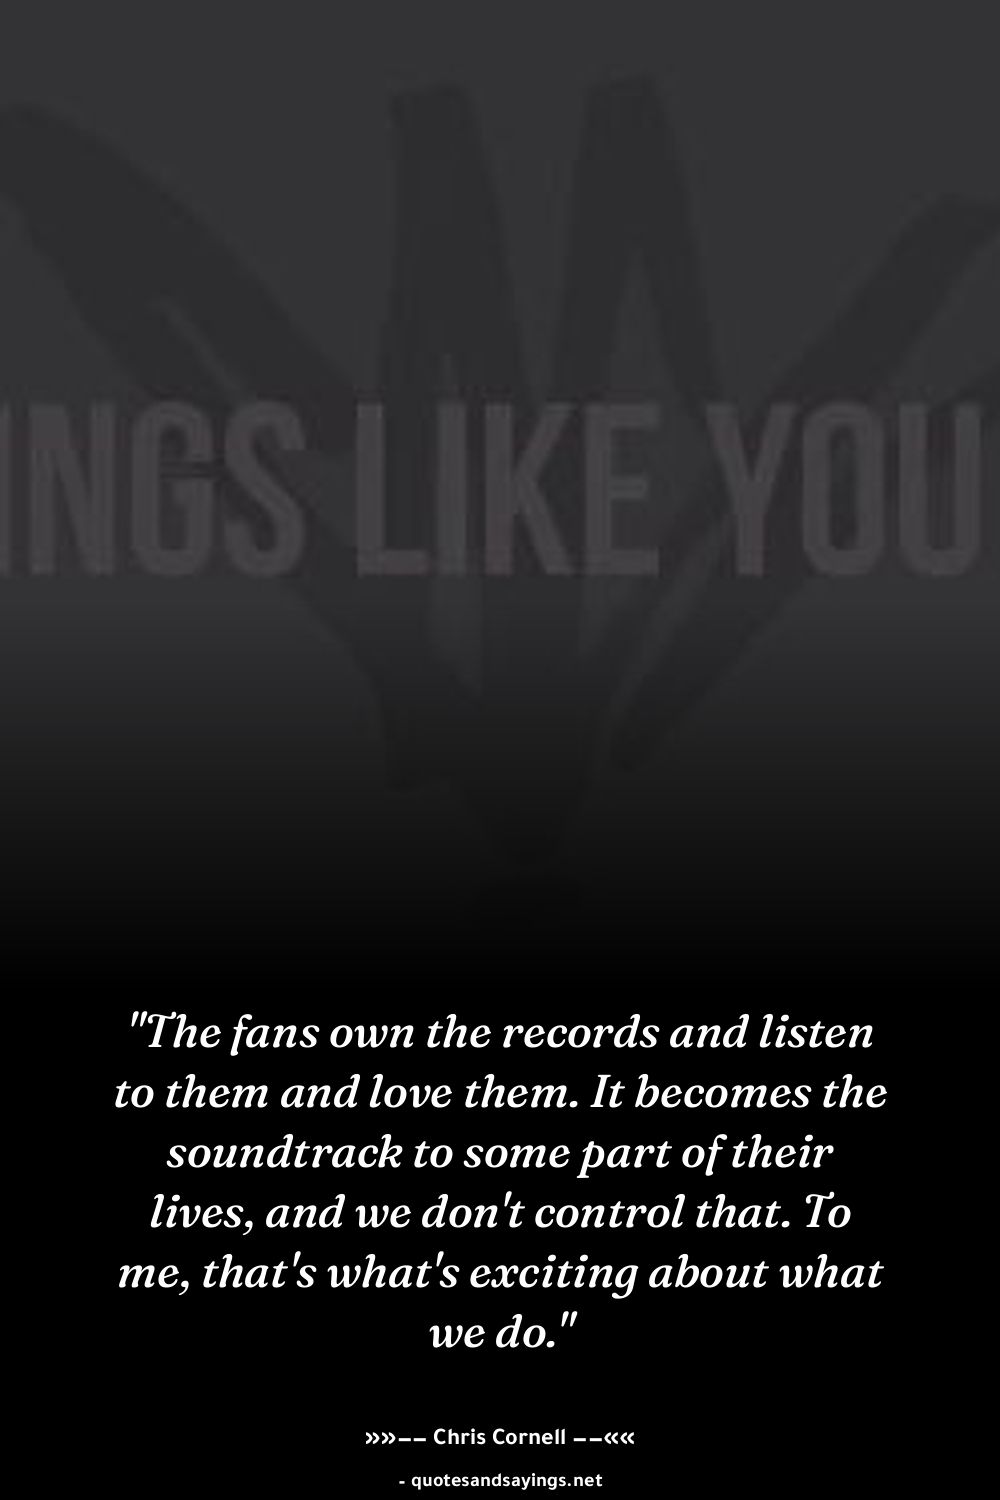 INGS LIKE YOU
"The fans own the records and listen
to them and love them. It becomes the
soundtrack to some part of their
lives, and we don't control that. To
me, that's what's exciting about what
we do."
»»–– Chris Cornell ––««
- quotesandsayings.net